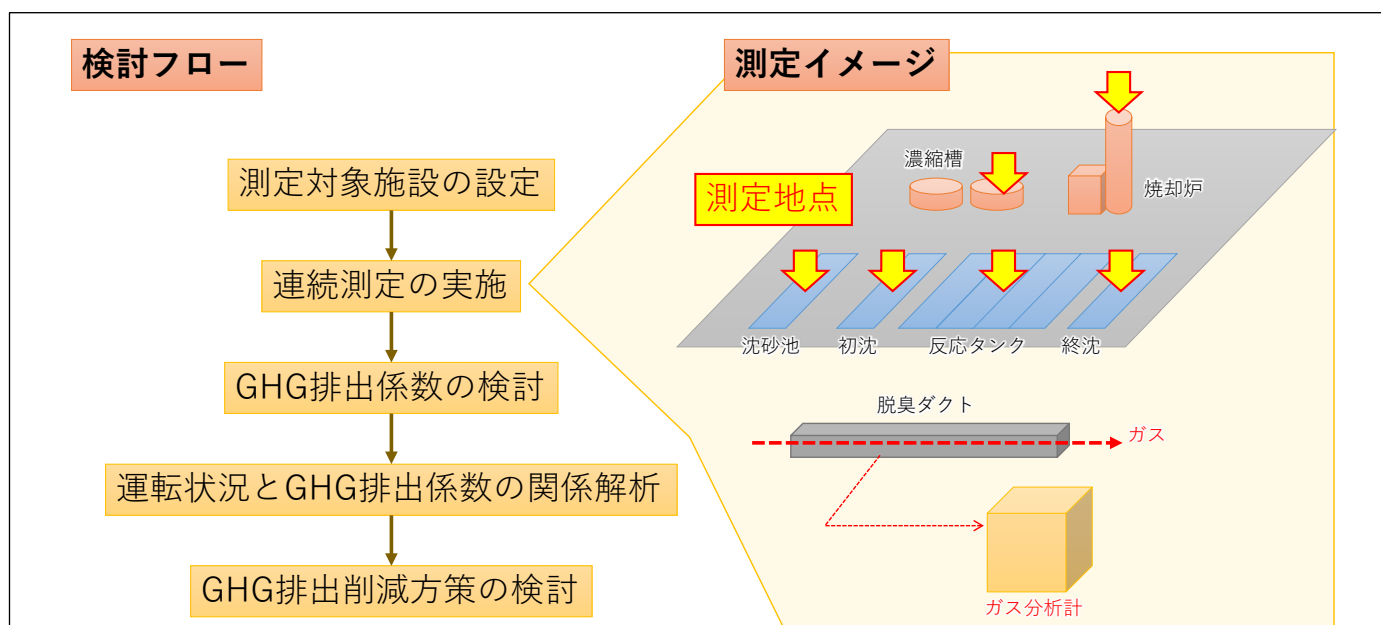 検討フロー
測定対象施設の設定
連続測定の実施
GHG排出係数の検討
運転状況とGHG排出係数の関係解析
GHG排出削減方策の検討
測定イメージ
測定地点
濃縮槽
焼却炉
沈砂池
初沈
反応タンク
終沈
脱臭ダクト
ガス
ガス分析計